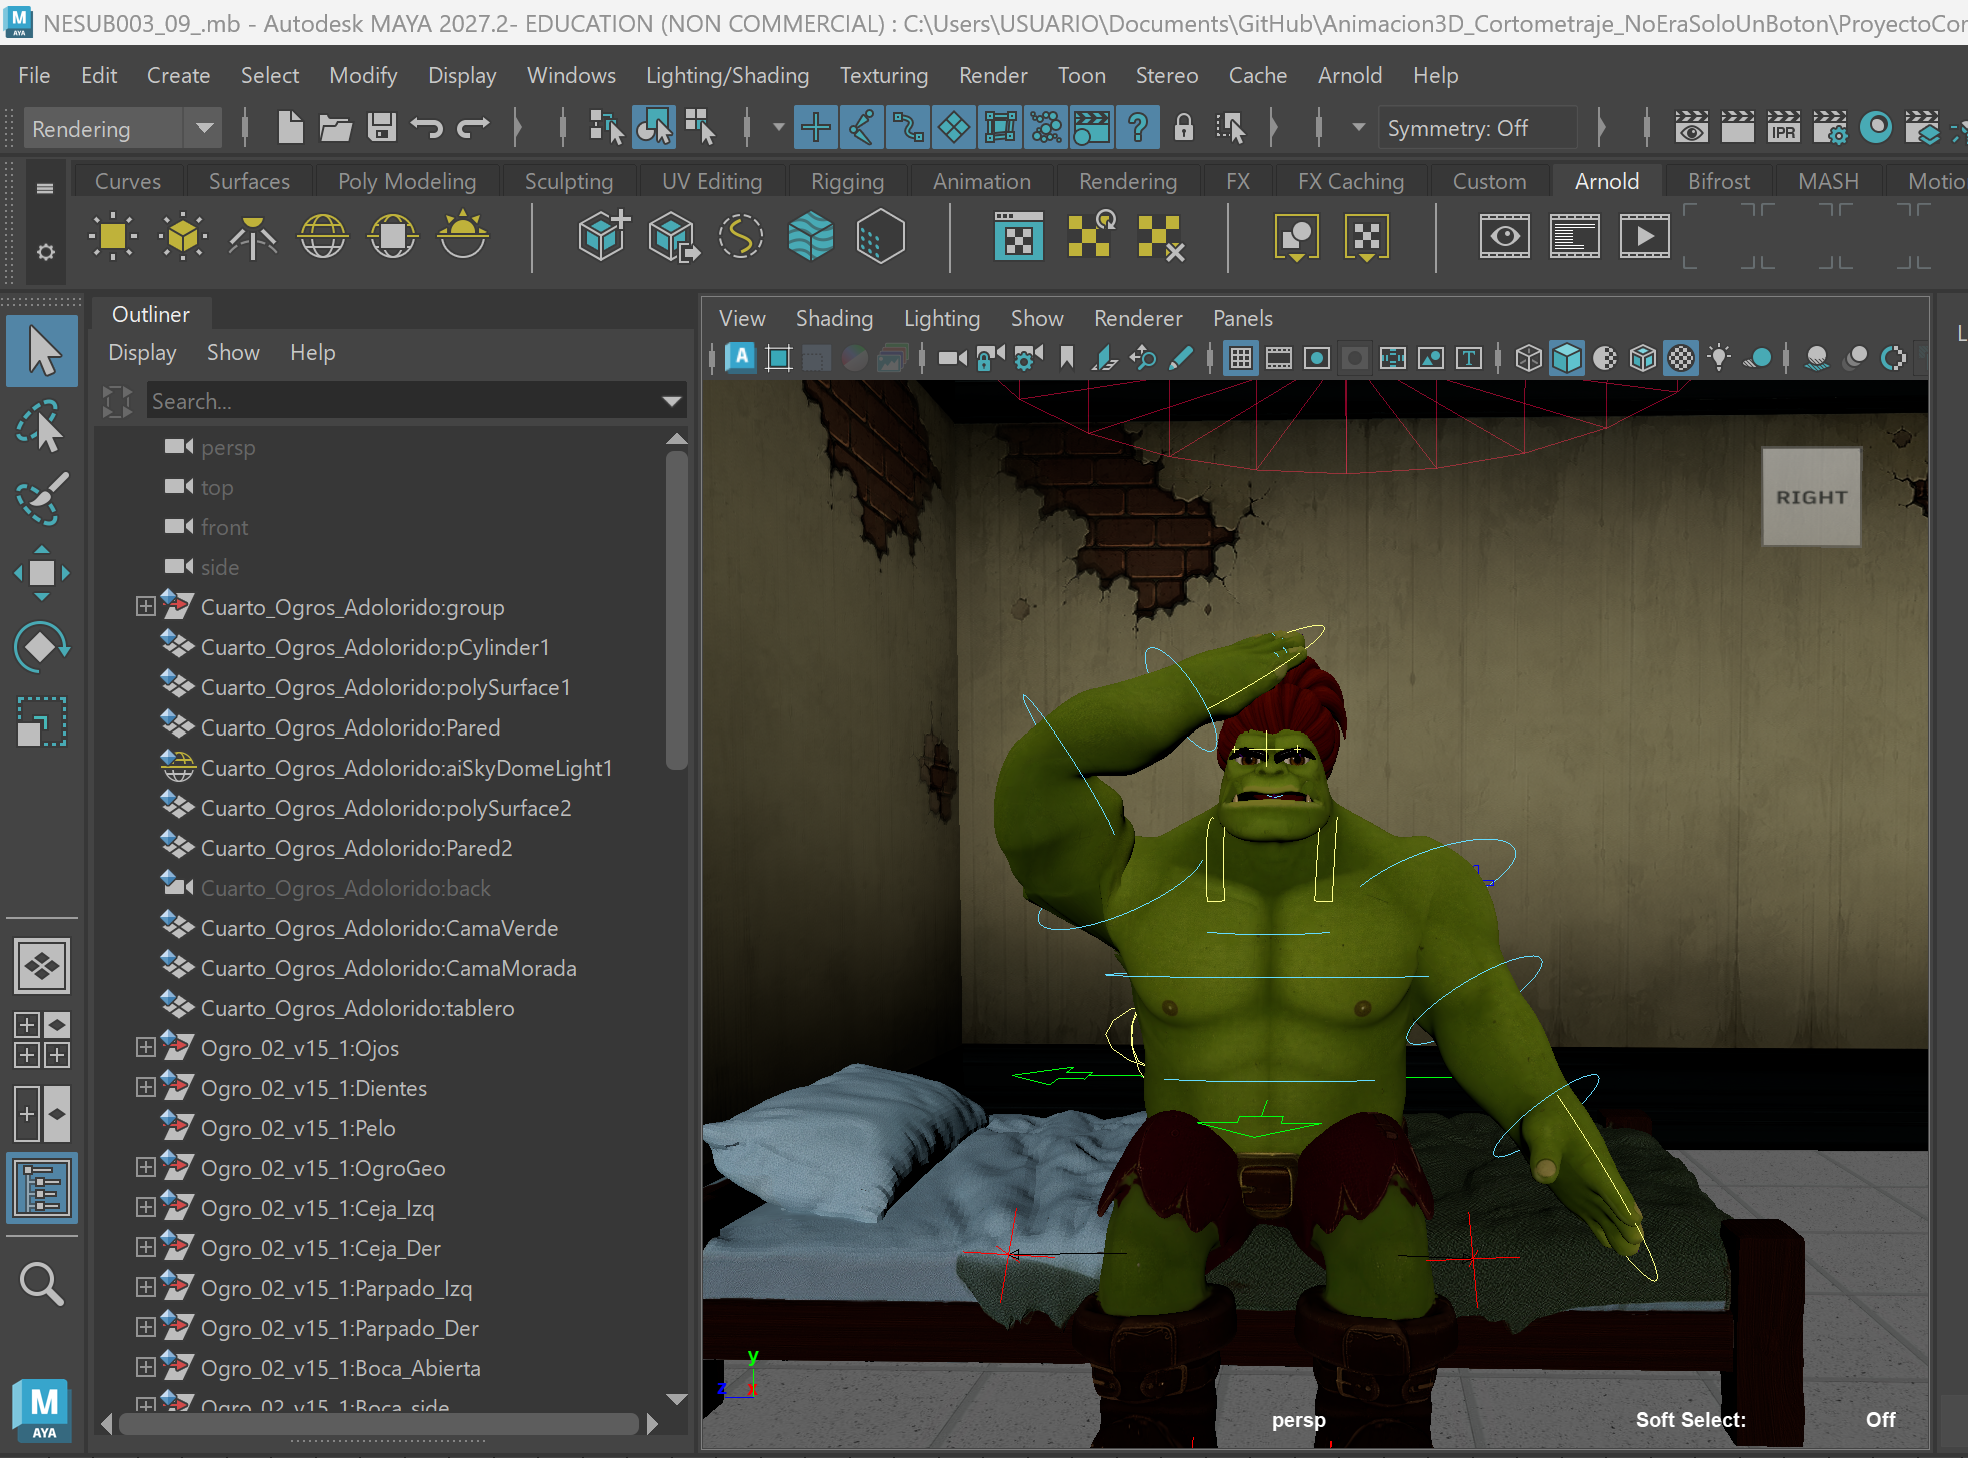 NESUB003_09_.mb - Autodesk MAYA 2027.2- EDUCATION (NON COMMERCIAL) : C:\Users\USUARIO\Documents\GitHub\Animacion3D_Cortometraje_NoEraSoloUnBoton\ProyectoCor
File Edit Create Select Modify Display Windows Lighting/Shading Texturing Render Toon Stereo Cache Arnold Help
Rendering Symmetry: Off IPR
Curves Surfaces Poly Modeling Sculpting UV Editing Rigging Animation Rendering FX FX Caching Custom Arnold Bifrost MASH Motio
Outliner
Display Show Help
Search...
persp
top
front
side
Cuarto_Ogros_Adolorido:group
Cuarto_Ogros_Adolorido:pCylinder1
Cuarto_Ogros_Adolorido:polySurface1
Cuarto_Ogros_Adolorido:Pared
Cuarto_Ogros_Adolorido:aiSkyDomeLight1
Cuarto_Ogros_Adolorido:polySurface2
Cuarto_Ogros_Adolorido:Pared2
Cuarto_Ogros_Adolorido:back
Cuarto_Ogros_Adolorido:CamaVerde
Cuarto_Ogros_Adolorido:CamaMorada
Cuarto_Ogros_Adolorido:tablero
Ogro_02_v15_1:Ojos
Ogro_02_v15_1:Dientes
Ogro_02_v15_1:Pelo
Ogro_02_v15_1:OgroGeo
Ogro_02_v15_1:Ceja_Izq
Ogro_02_v15_1:Ceja_Der
Ogro_02_v15_1:Parpado_Izq
Ogro_02_v15_1:Parpado_Der
Ogro_02_v15_1:Boca_Abierta
Ogro_02_v15_1:Boca_side
View Shading Lighting Show Renderer Panels
RIGHT
y
z x
persp
Soft Select: Off
M
AYA